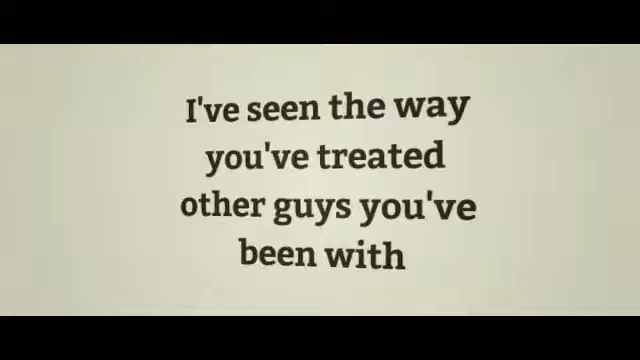 I've seen the way
you've treated
other guys you've
been with